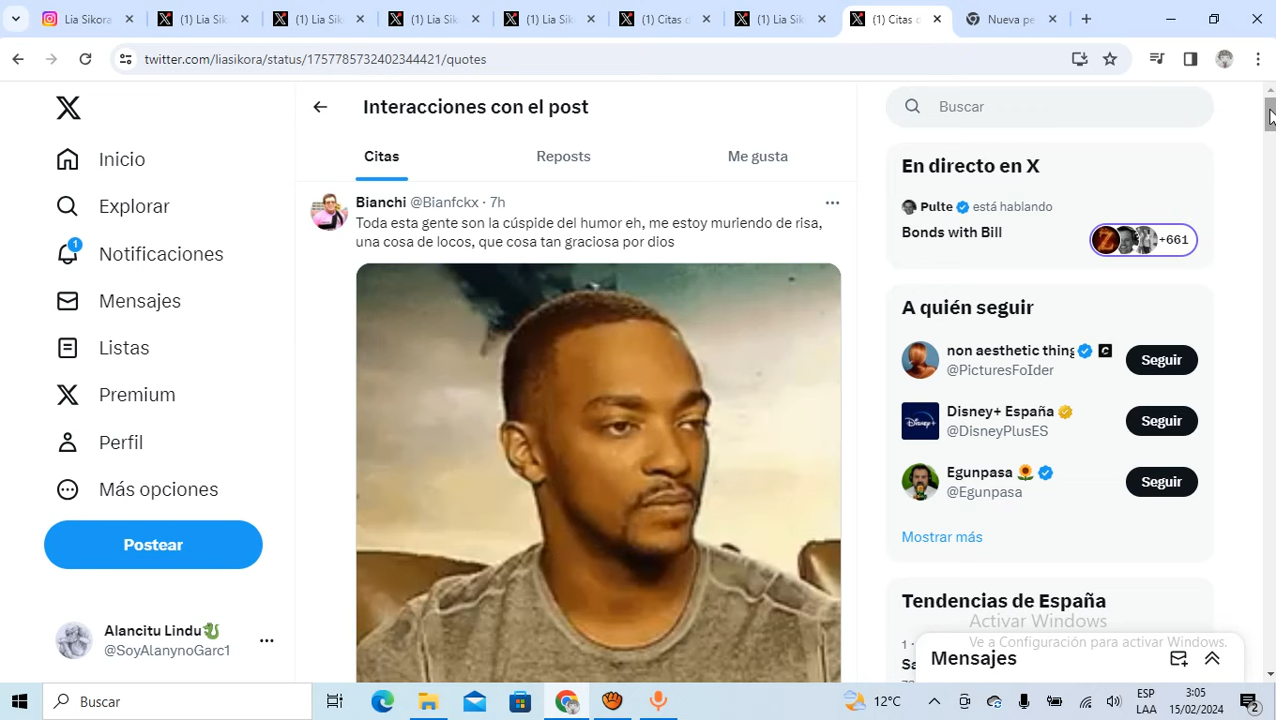 Lia Sikora
(1) Lia Sik
(1) Lia Sik
(1) Lia Sik
(1) Lia Sik
(1) Citas d
(1) Lia Sik
(1) Citas d
Nueva pe
twitter.com/liasikora/status/1757785732402344421/quotes
Inicio
Explorar
1
Notificaciones
Mensajes
Listas
Premium
Perfil
Más opciones
Postear
Alancitu Lindu🐉
@SoyAlanynoGarc1
Interacciones con el post
Citas
Reposts
Me gusta
Bianchi @Bianfckx · 7h
Toda esta gente son la cúspide del humor eh, me estoy muriendo de risa,
una cosa de locos, que cosa tan graciosa por dios
Buscar
En directo en X
Pulte está hablando
Bonds with Bill
+661
A quién seguir
non aesthetic thing
@PicturesFoIder
Seguir
Disney+ España
@DisneyPlusES
Seguir
Egunpasa 🌻
@Egunpasa
Seguir
Mostrar más
Tendencias de España
Activar Windows
Ve a Configuración para activar Windows.
1 ·
Sa
Mensajes
Buscar
12°C
ESP
LAA
3:05
15/02/2024
2